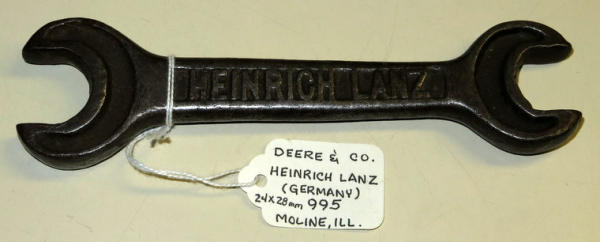 HEINRICH LANZ
DEERE & CO.
HEINRICH LANZ
(GERMANY)
24X28mm 995
MOLINE, ILL.